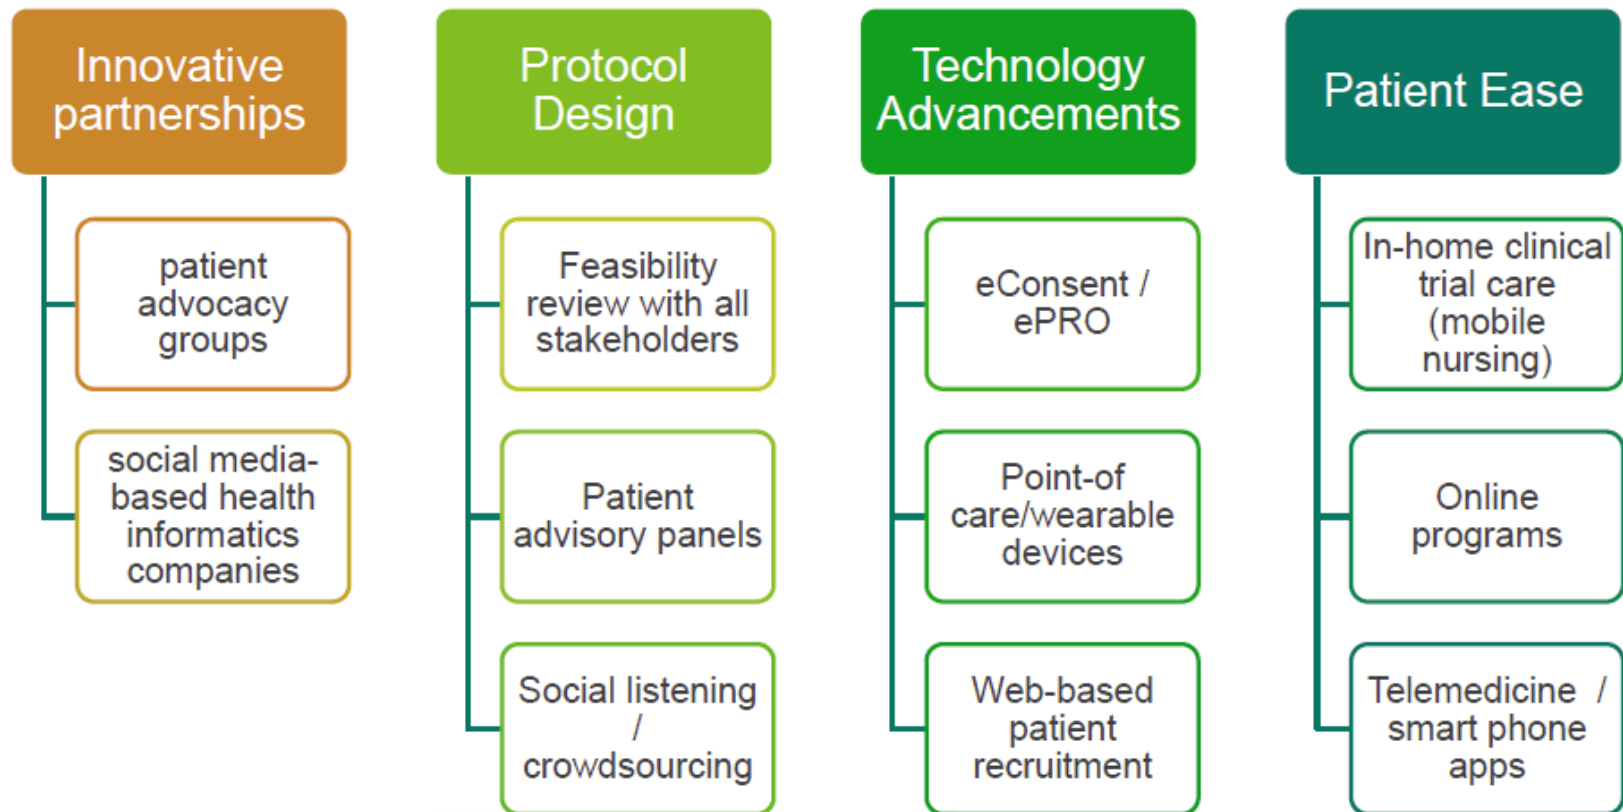 Innovative
partnerships
patient
advocacy
groups
social media-
based health
informatics
companies
Protocol
Design
Feasibility
review with all
stakeholders
Patient
advisory panels
Social listening
/
crowdsourcing
Technology
Advancements
eConsent /
ePRO
Point-of
care/wearable
devices
Web-based
patient
recruitment
Patient Ease
In-home clinical
trial care
(mobile
nursing)
Online
programs
Telemedicine /
smart phone
apps